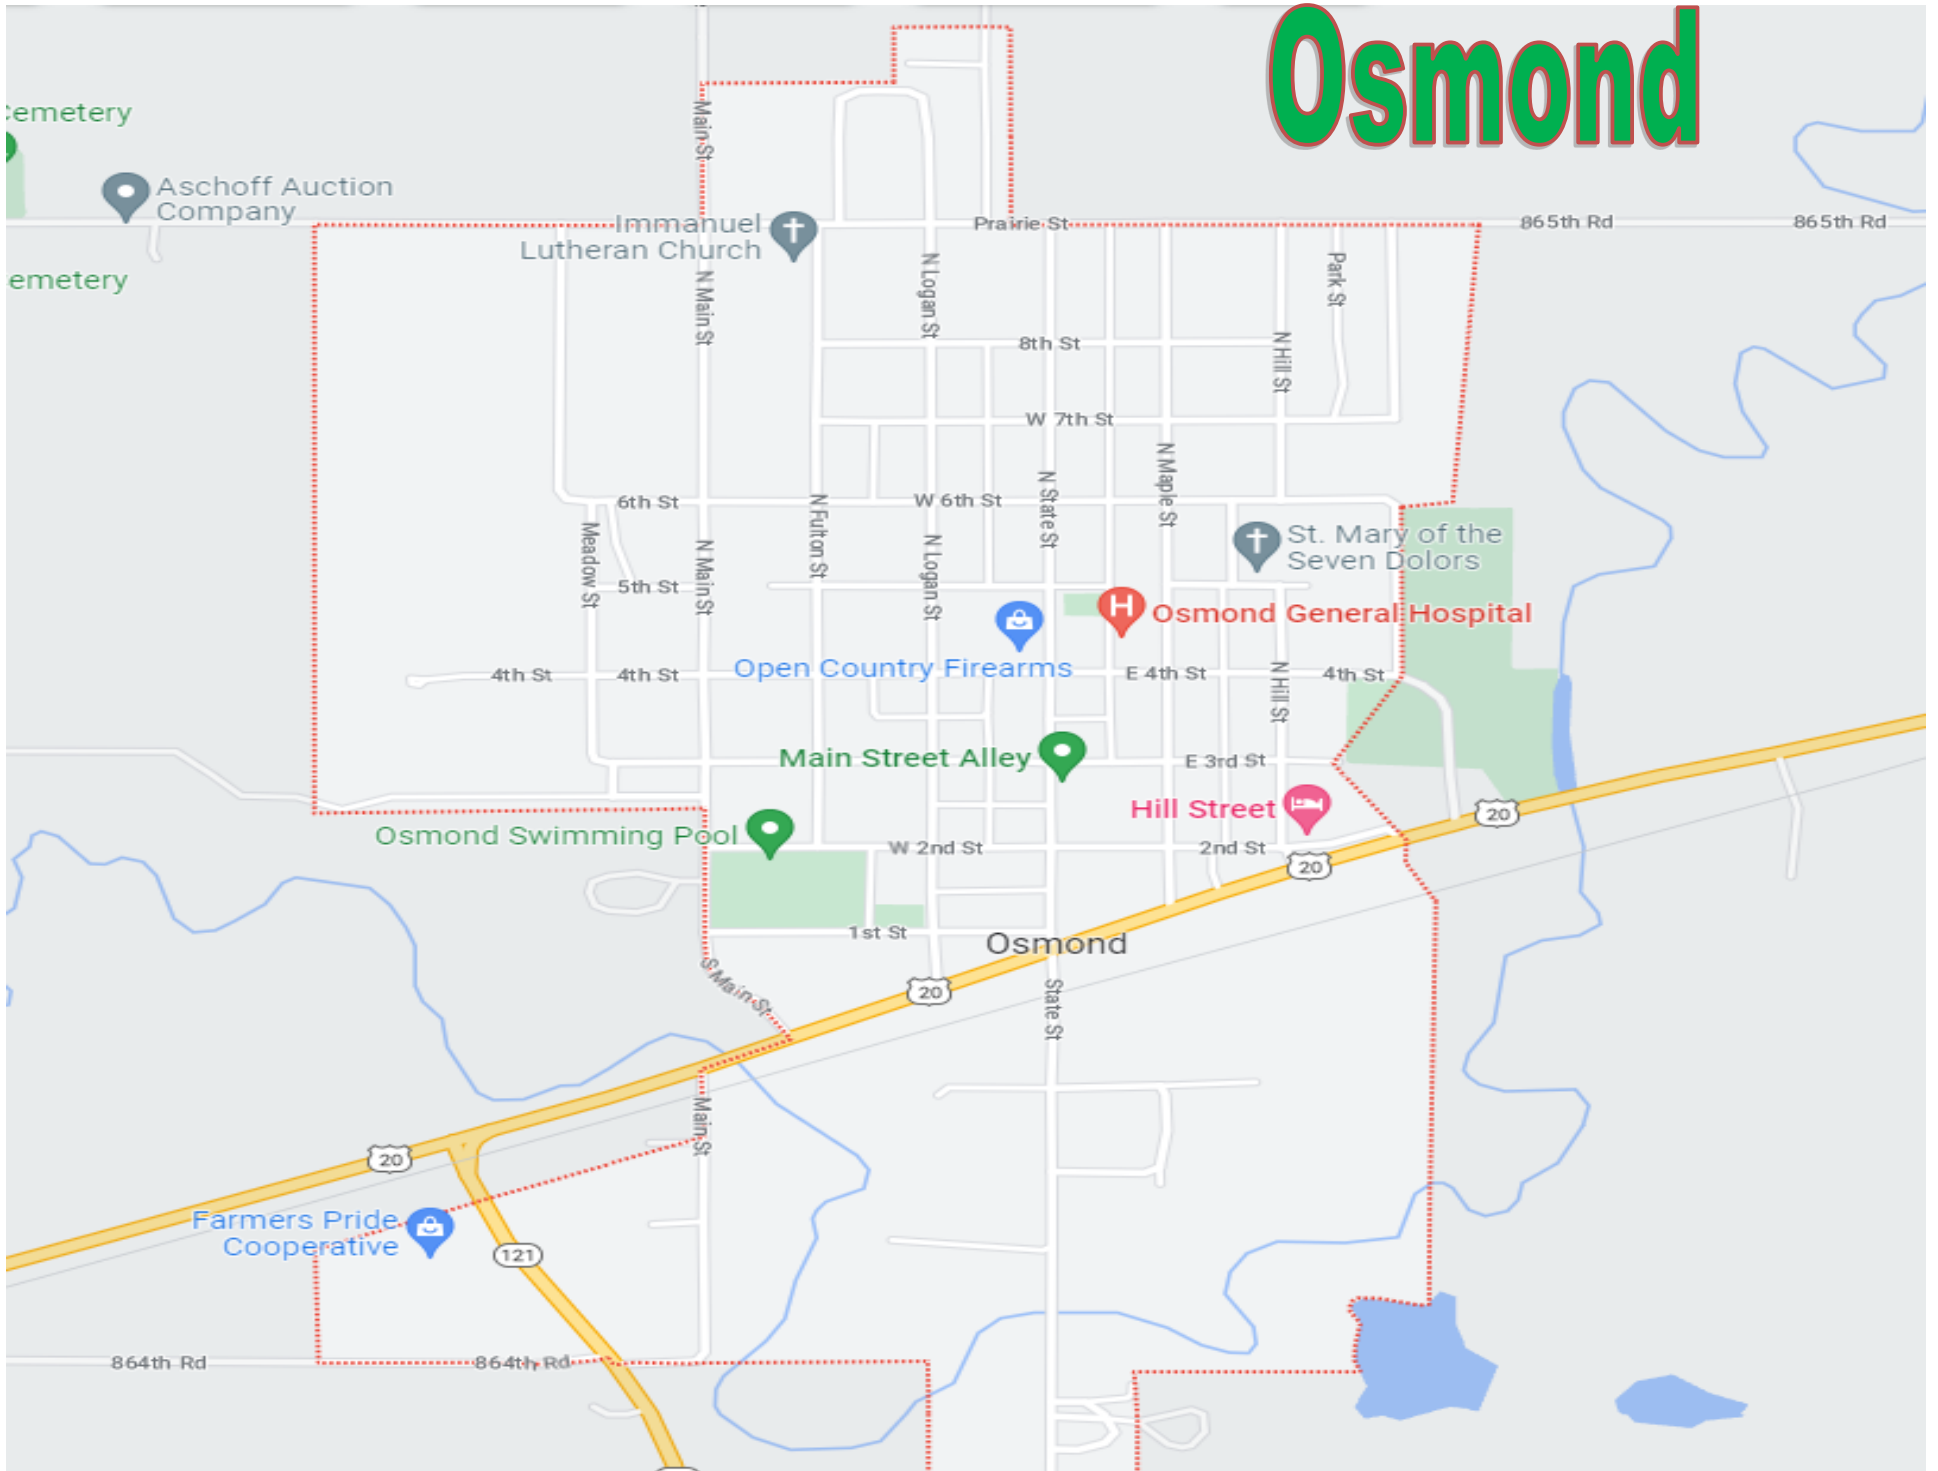 Osmond
Cemetery
Aschoff Auction
Company
Main St
Immanuel
Lutheran Church
Prairie St
865th Rd
865th Rd
emetery
N Main St
N Logan St
Park St
8th St
N Hill St
W 7th St
N Maple St
N State St
6th St
W 6th St
N Fulton St
Meadow St
N Main St
N Logan St
St. Mary of the
Seven Dolors
5th St
H
Osmond General Hospital
Open Country Firearms
4th St
4th St
E 4th St
N Hill St
4th St
Main Street Alley
E 3rd St
Hill Street
20
Osmond Swimming Pool
W 2nd St
2nd St
20
1st St
Osmond
S Main St
20
State St
Main St
20
Farmers Pride
Cooperative
121
864th Rd
864th Rd